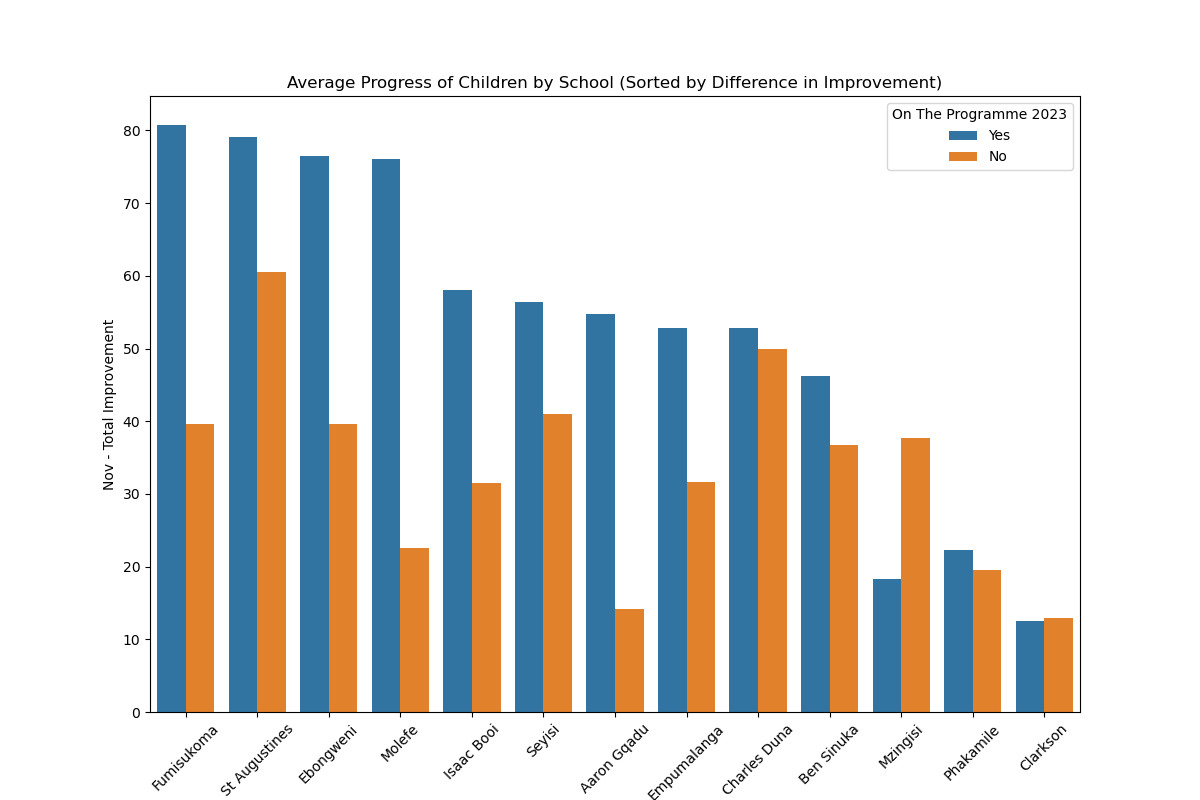 Average Progress of Children by School (Sorted by Difference in Improvement)
On The Programme 2023
Yes
No
Nov - Total Improvement
80
70
60
50
40
30
20
10
0
Fumisukoma
St Augustines
Ebongweni
Molefe
Isaac Booi
Seyisi
Aaron Gqadu
Empumalanga
Charles Duna
Ben Sinuka
Mzingisi
Phakamile
Clarkson